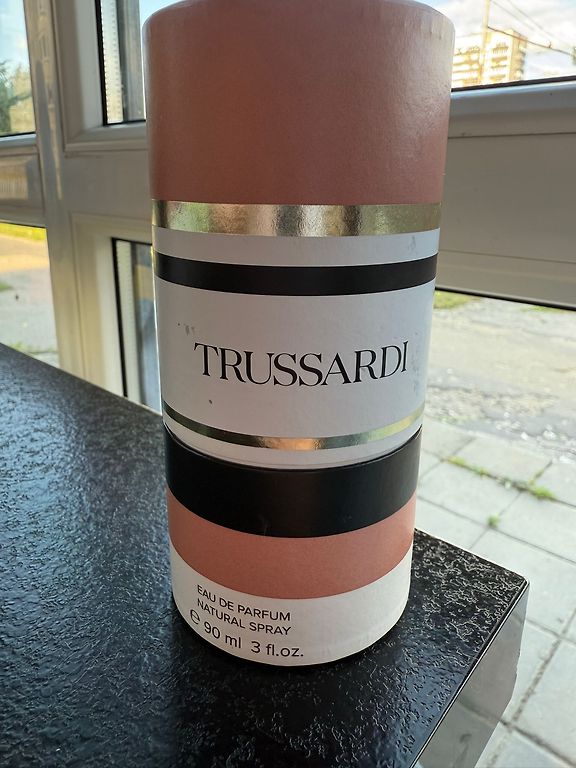 TRUSSARDI
EAU DE PARFUM
NATURAL SPRAY
℮ 90 ml 3 fl.oz.